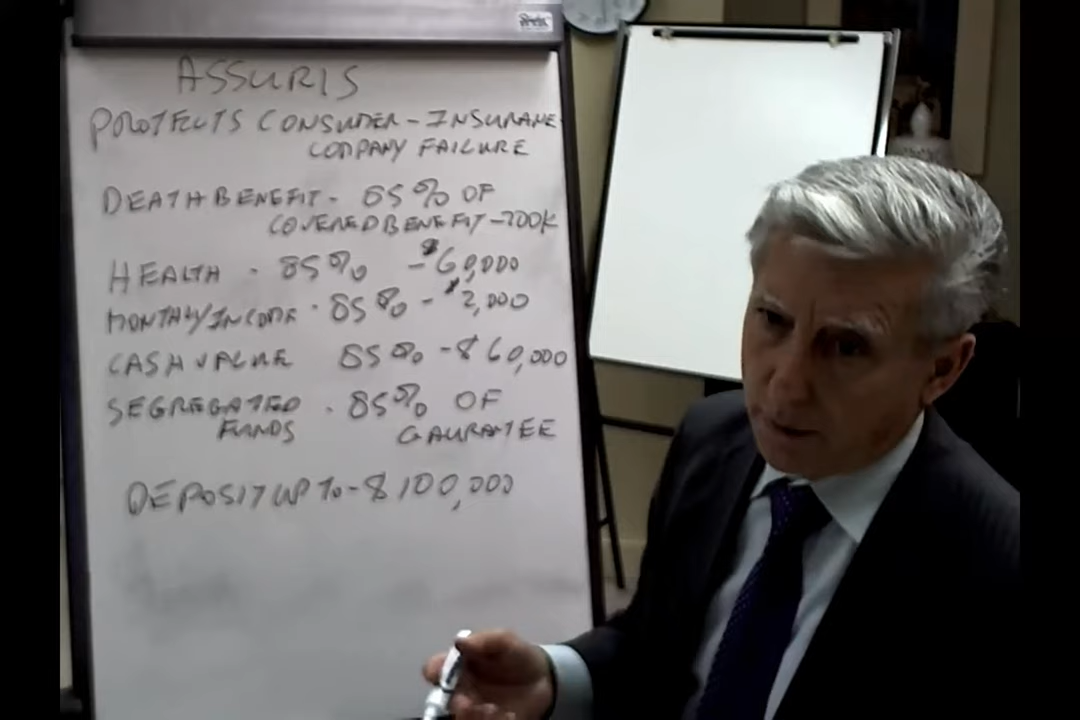 ASSURIS
PROTECTS CONSUMER - INSURANCE
COMPANY FAILURE
DEATH BENEFIT - 85% OF
COVERED BENEFIT - 200K
HEALTH - 85% - $60,000
MONTHLY INCOME - 85% - $2,000
CASH VALUE 85% - $60,000
SEGREGATED - 85% OF
FUNDS GAURANTEE
DEPOSIT UP TO - $100,000